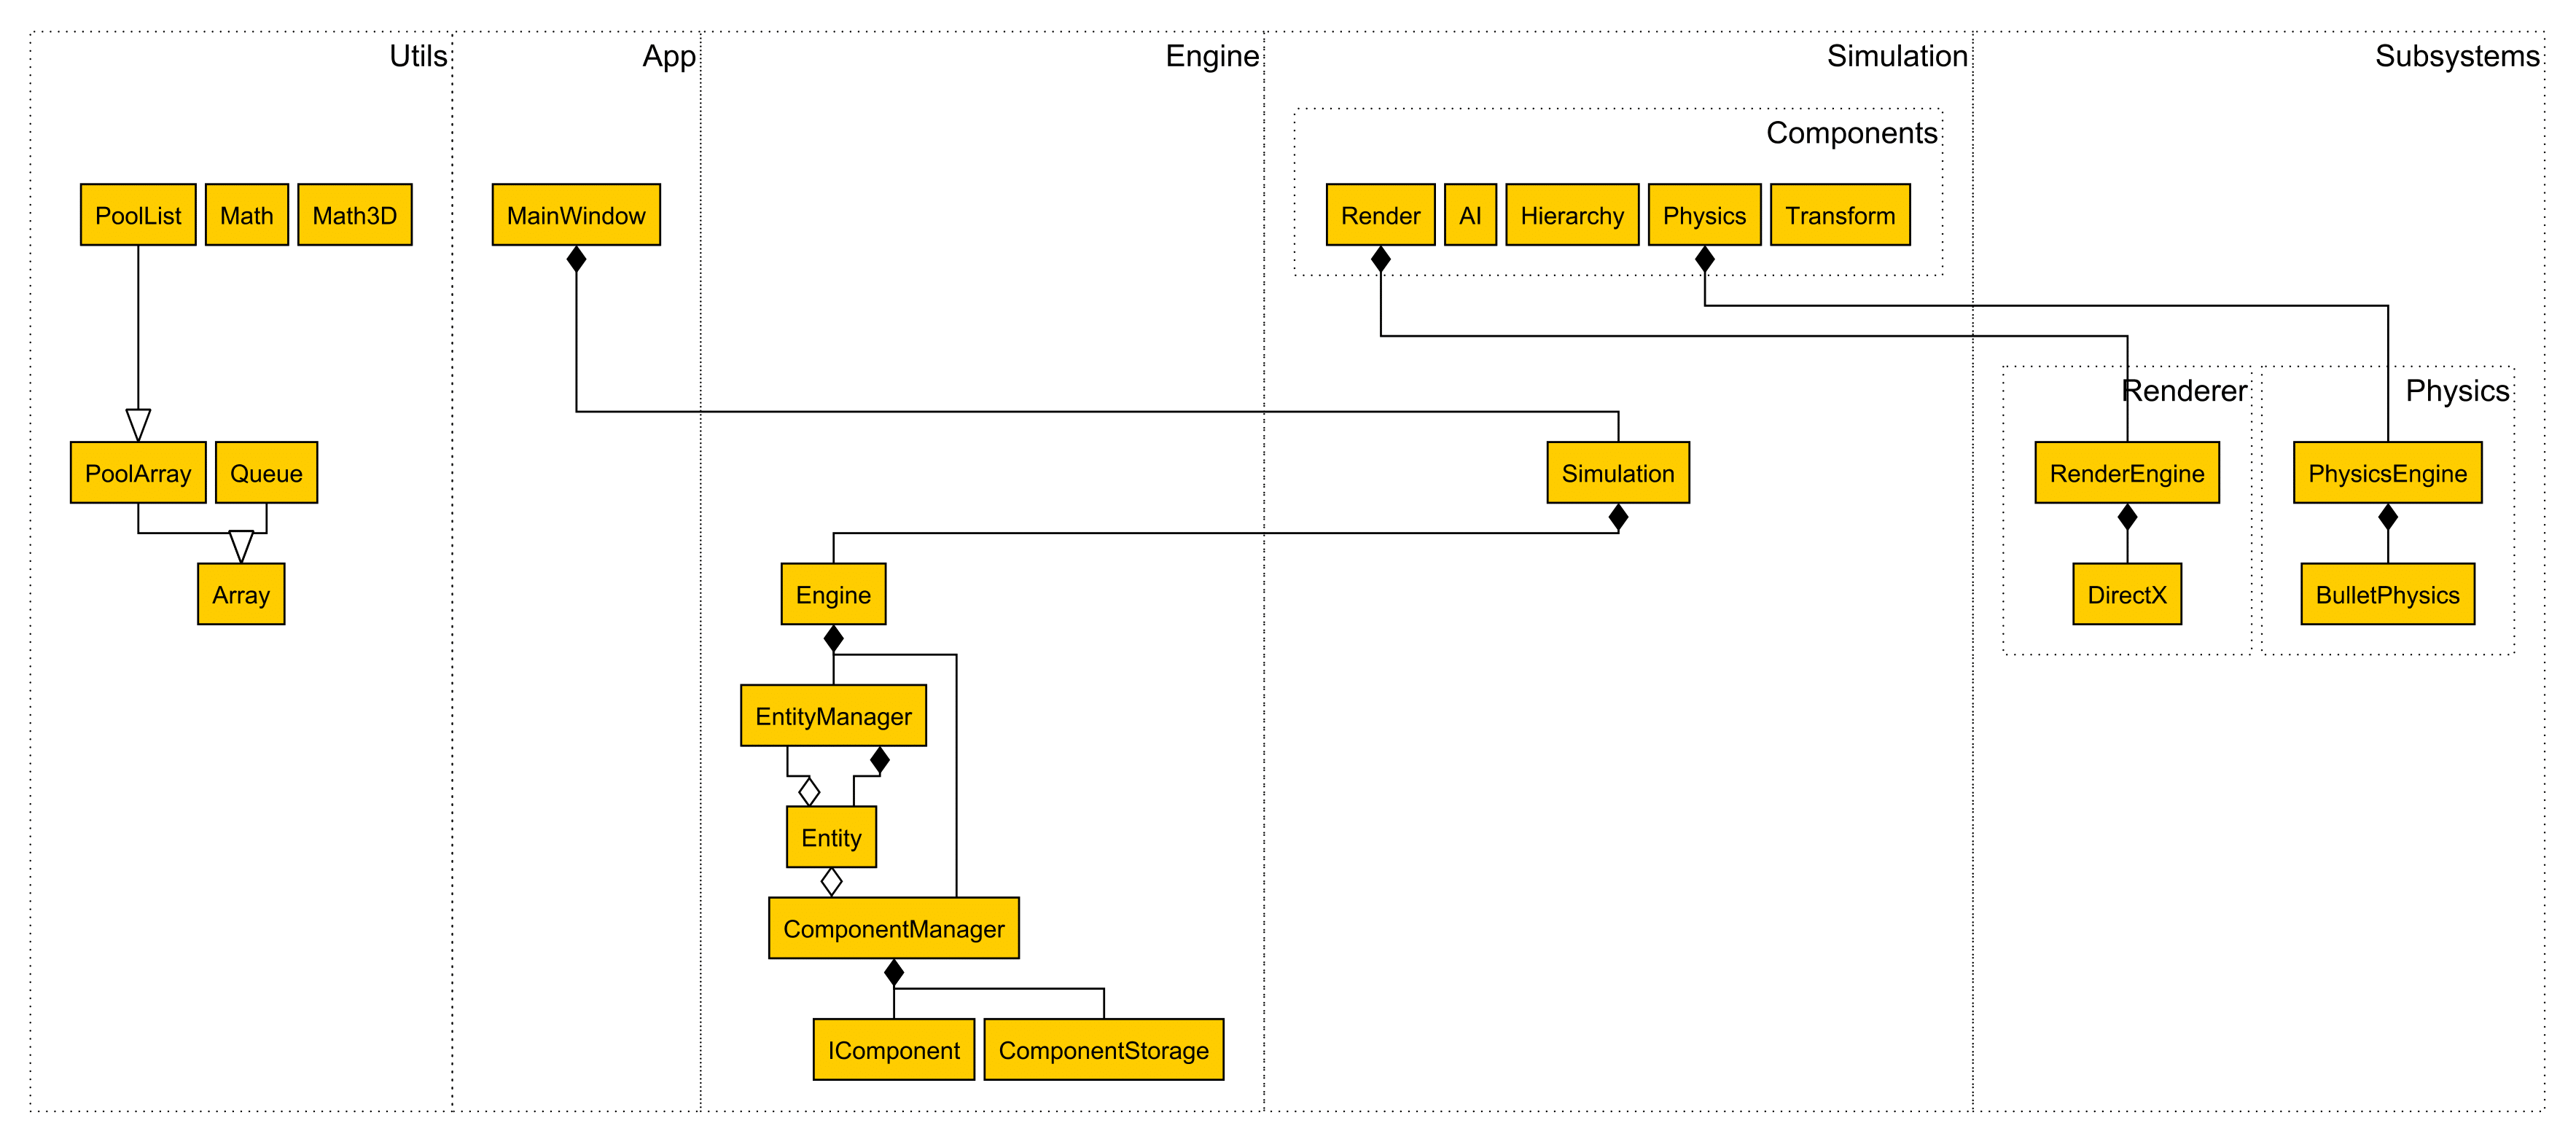 Utils
App
Engine
Simulation
Subsystems
Components
PoolList
Math
Math3D
MainWindow
Render
AI
Hierarchy
Physics
Transform
Renderer
Physics
PoolArray
Queue
Simulation
RenderEngine
PhysicsEngine
Array
Engine
DirectX
BulletPhysics
EntityManager
Entity
ComponentManager
IComponent
ComponentStorage